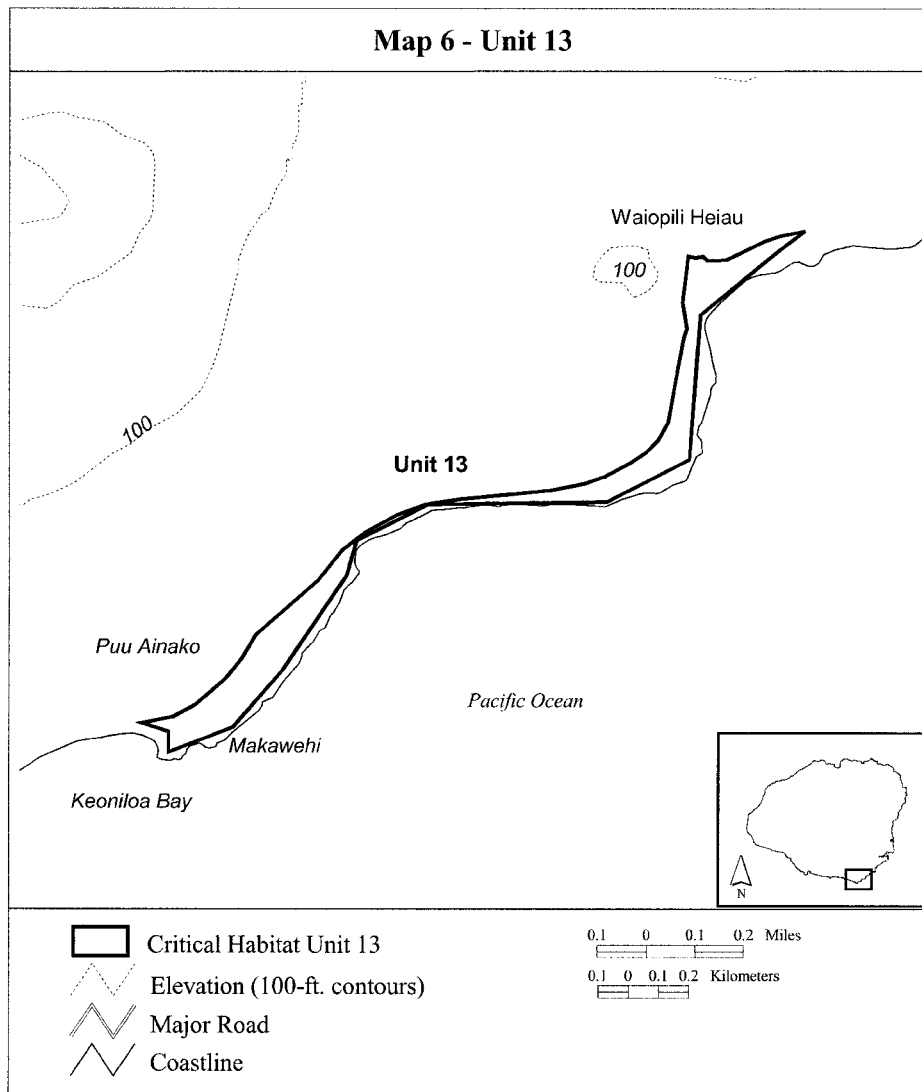 Map 6 - Unit 13
Waiopili Heiau
100
100
Unit 13
Puu Ainako
Pacific Ocean
Makawehi
Keoniloa Bay
N
Critical Habitat Unit 13
Elevation (100-ft. contours)
Major Road
Coastline
0.1 0 0.1 0.2 Miles
0.1 0 0.1 0.2 Kilometers